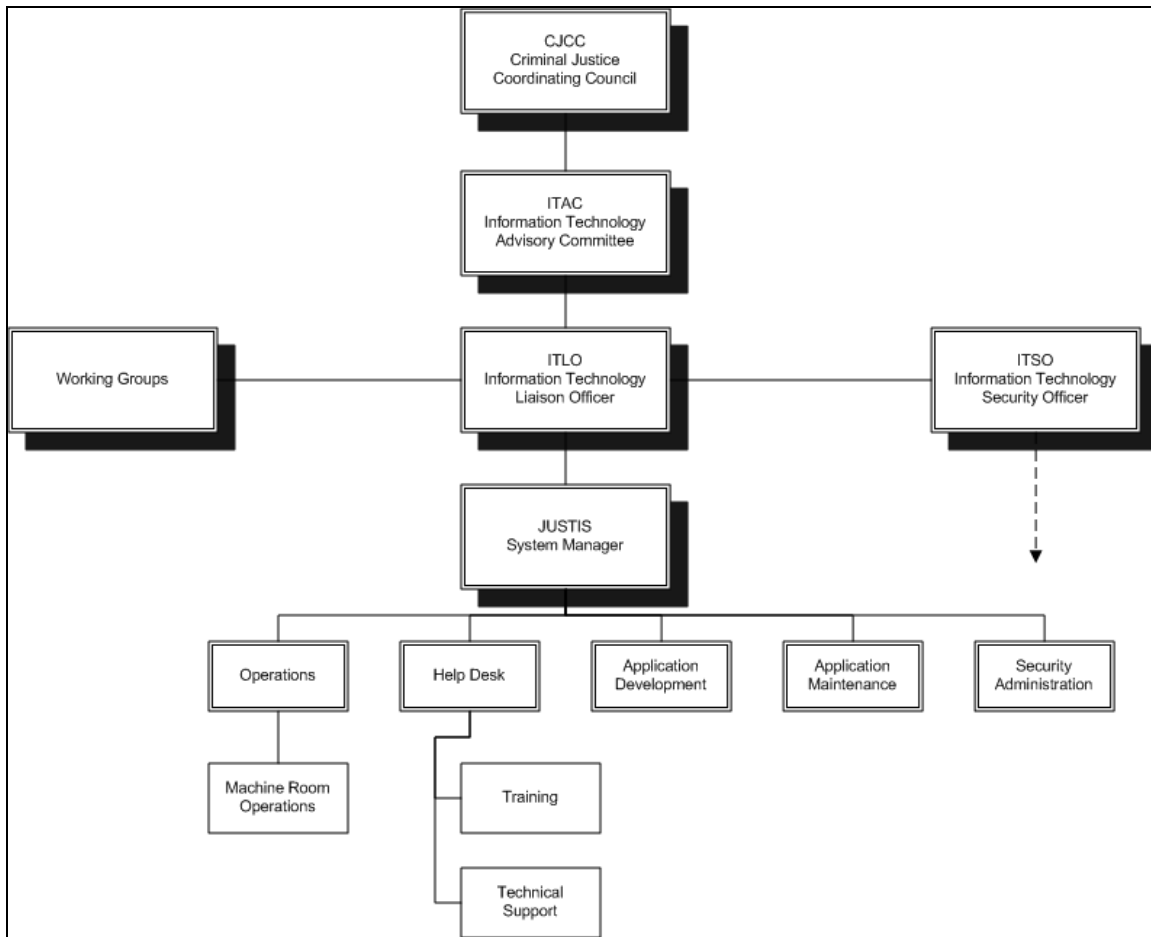 CJCC
Criminal Justice
Coordinating Council
ITAC
Information Technology
Advisory Committee
Working Groups
ITLO
Information Technology
Liaison Officer
ITSO
Information Technology
Security Officer
JUSTIS
System Manager
Operations
Help Desk
Application
Development
Application
Maintenance
Security
Administration
Machine Room
Operations
Training
Technical
Support